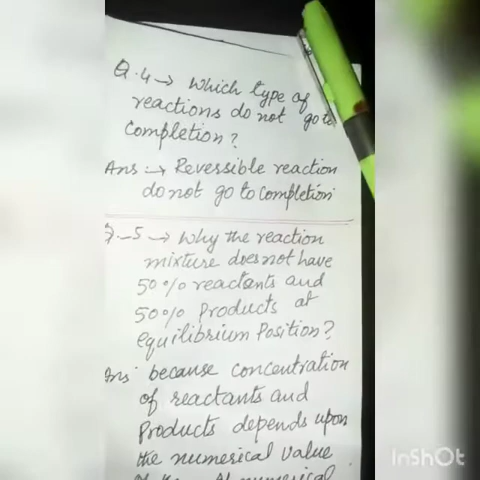 Q.4→ Which type of
reactions do not go to
completion?
Ans:→ Reverssible reaction
do not go to completion
Q-5→ Why the reaction
mixture does not have
50% reactants and
50% Products at
equilibrium Position?
Ans' because concentration
of reactants and
Products depends upon
the numerical value
InShOt